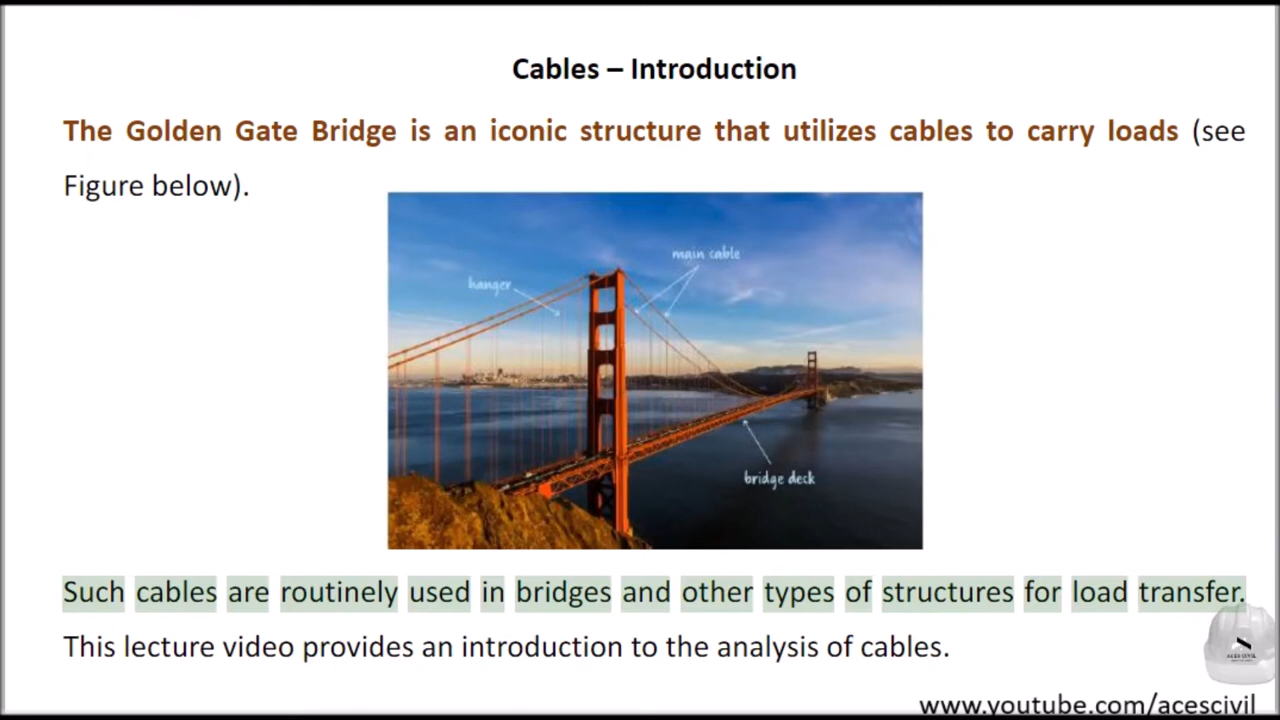 Cables – Introduction
The Golden Gate Bridge is an iconic structure that utilizes cables to carry loads (see
Figure below).
main cable
hanger
bridge deck
Such cables are routinely used in bridges and other types of structures for load transfer.
This lecture video provides an introduction to the analysis of cables.
ACES CIVIL
www.youtube.com/acescivil